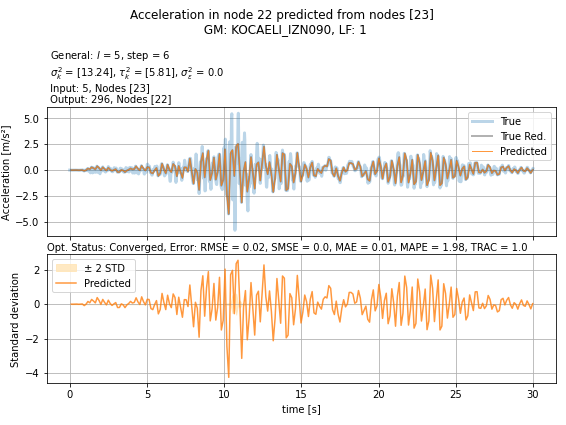 Acceleration in node 22 predicted from nodes [23]
GM: KOCAELI_IZN090, LF: 1
General: l = 5, step = 6
σ²ₖ = [13.24], τ²ₖ = [5.81], σ²ε = 0.0
Input: 5, Nodes [23]
Output: 296, Nodes [22]
Acceleration [m/s²]
5.0
2.5
0.0
−2.5
−5.0
True
True Red.
Predicted
Opt. Status: Converged, Error: RMSE = 0.02, SMSE = 0.0, MAE = 0.01, MAPE = 1.98, TRAC = 1.0
Standard deviation
2
0
−2
−4
± 2 STD
Predicted
0 5 10 15 20 25 30
time [s]